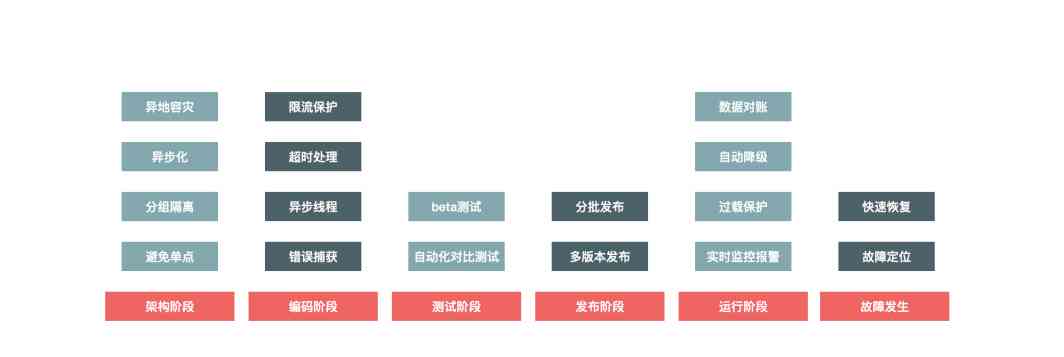 异地容灾
限流保护
数据对账
异步化
超时处理
自动降级
分组隔离
异步线程
beta测试
分批发布
过载保护
快速恢复
避免单点
错误捕获
自动化对比测试
多版本发布
实时监控报警
故障定位
架构阶段
编码阶段
测试阶段
发布阶段
运行阶段
故障发生